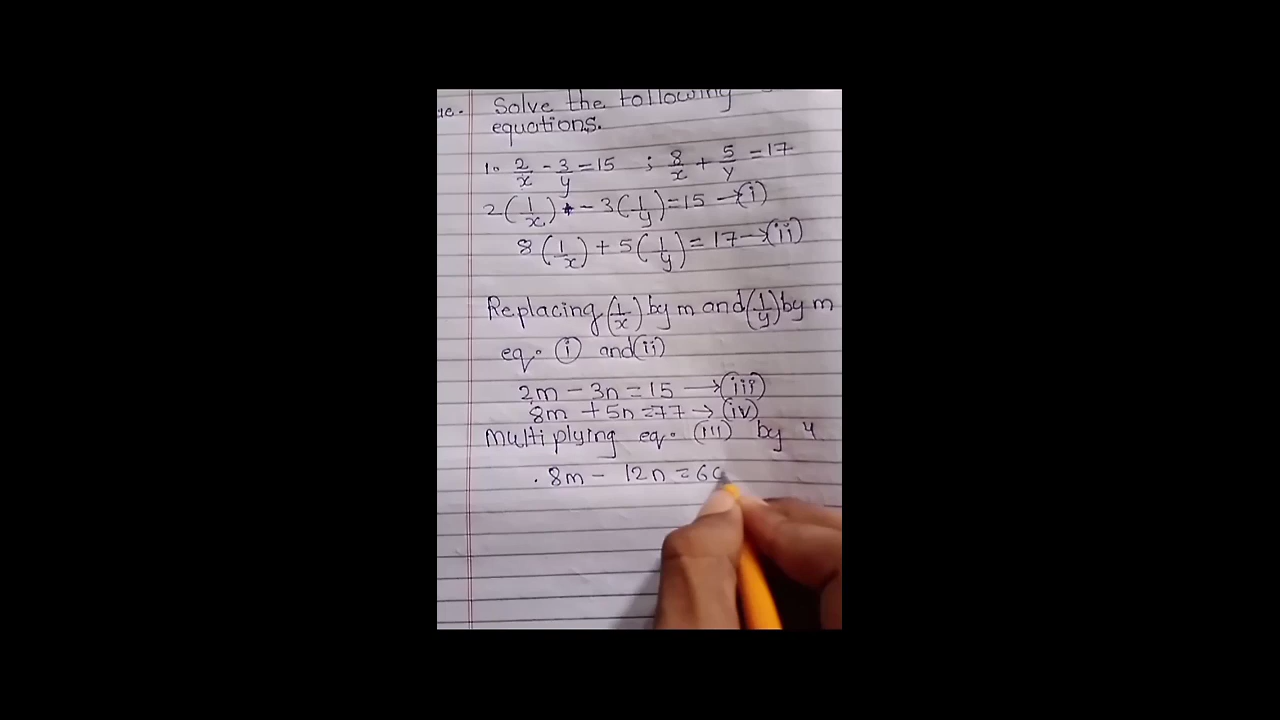 Solve the following
equations.
1. 2/x - 3/y = 15 ; 8/x + 5/y = 17
2(1/x) - 3(1/y) = 15 → (i)
8(1/x) + 5(1/y) = 17 → (ii)
Replacing (1/x) by m and (1/y) by m
eq. (i) and (ii)
2m - 3n = 15 → (iii)
8m + 5n = 77 → (iv)
Multiplying eq. (iii) by 4
. 8m - 12n = 60